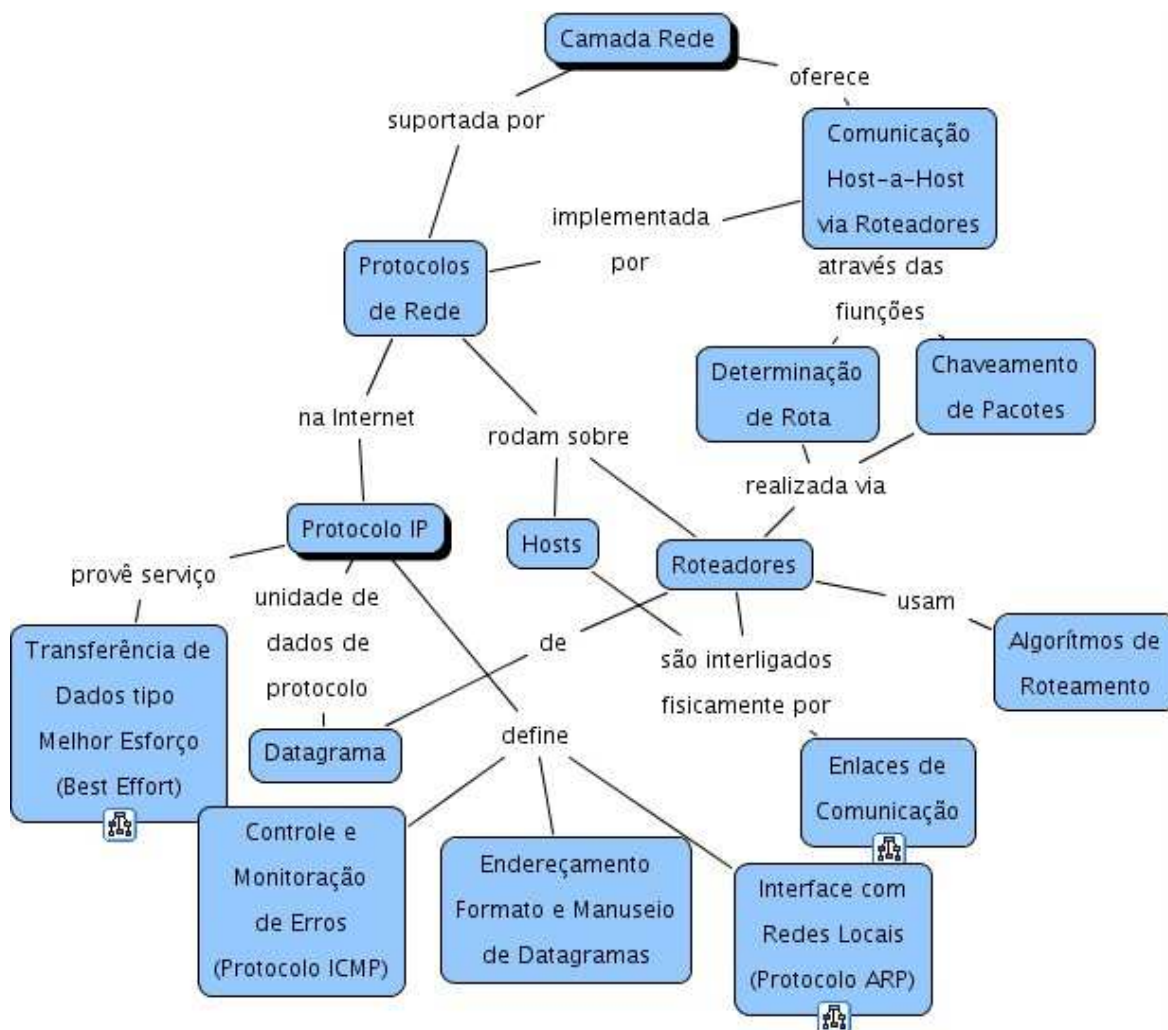 Camada Rede
oferece
suportada por
Comunicação
Host-a-Host
via Roteadores
implementada
por
Protocolos
de Rede
através das
fiunções
Determinação
de Rota
Chaveamento
de Pacotes
na Internet
rodam sobre
realizada via
Protocolo IP
Hosts
Roteadores
provê serviço
unidade de
dados de
protocolo
de
são interligados
fisicamente por
usam
Algorítmos de
Roteamento
Transferência de
Dados tipo
Melhor Esforço
(Best Effort)
Datagrama
define
Enlaces de
Comunicação
Controle e
Monitoração
de Erros
(Protocolo ICMP)
Endereçamento
Formato e Manuseio
de Datagramas
Interface com
Redes Locais
(Protocolo ARP)